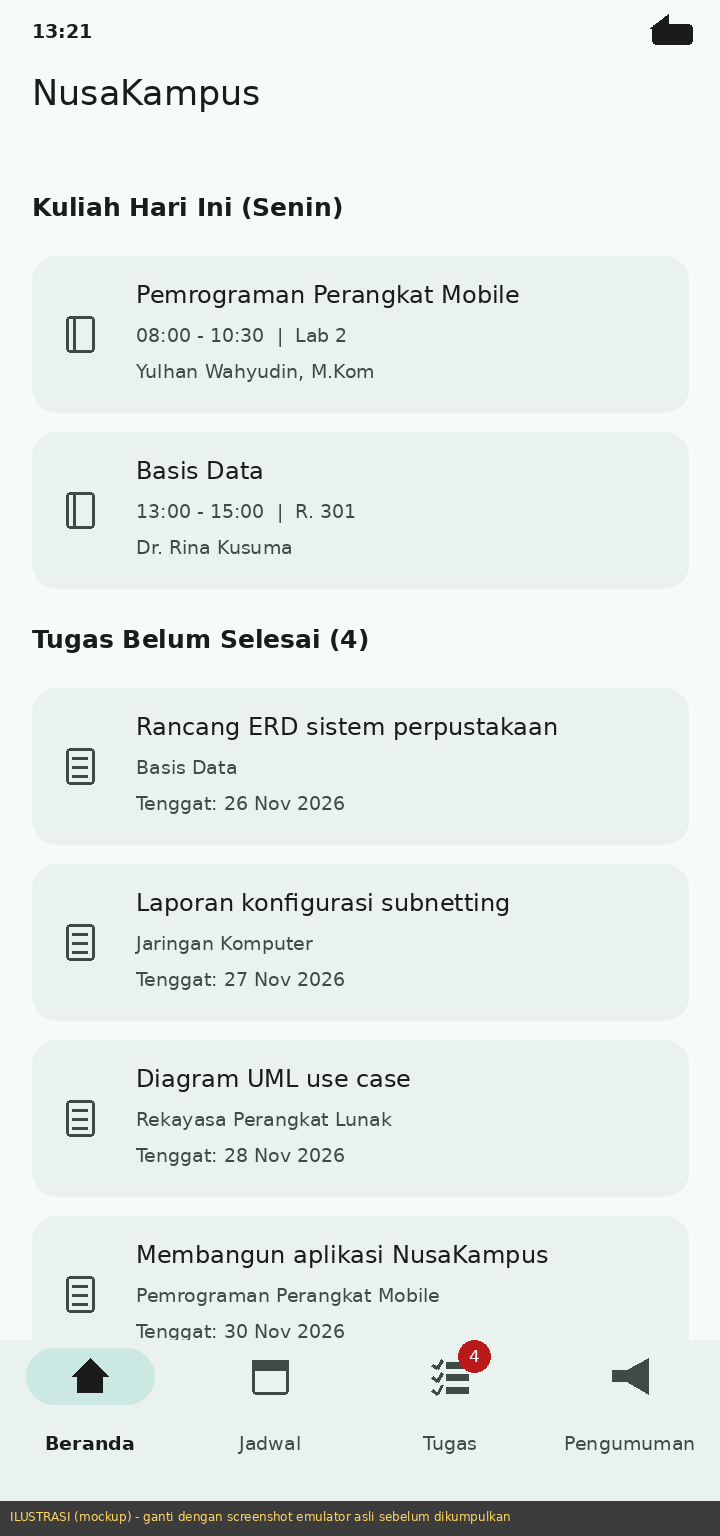 13:21
NusaKampus
Kuliah Hari Ini (Senin)
Pemrograman Perangkat Mobile
08:00 - 10:30 | Lab 2
Yulhan Wahyudin, M.Kom
Basis Data
13:00 - 15:00 | R. 301
Dr. Rina Kusuma
Tugas Belum Selesai (4)
Rancang ERD sistem perpustakaan
Basis Data
Tenggat: 26 Nov 2026
Laporan konfigurasi subnetting
Jaringan Komputer
Tenggat: 27 Nov 2026
Diagram UML use case
Rekayasa Perangkat Lunak
Tenggat: 28 Nov 2026
Membangun aplikasi NusaKampus
Pemrograman Perangkat Mobile
Tenggat: 30 Nov 2026
4
Beranda Jadwal Tugas Pengumuman
ILUSTRASI (mockup) - ganti dengan screenshot emulator asli sebelum dikumpulkan